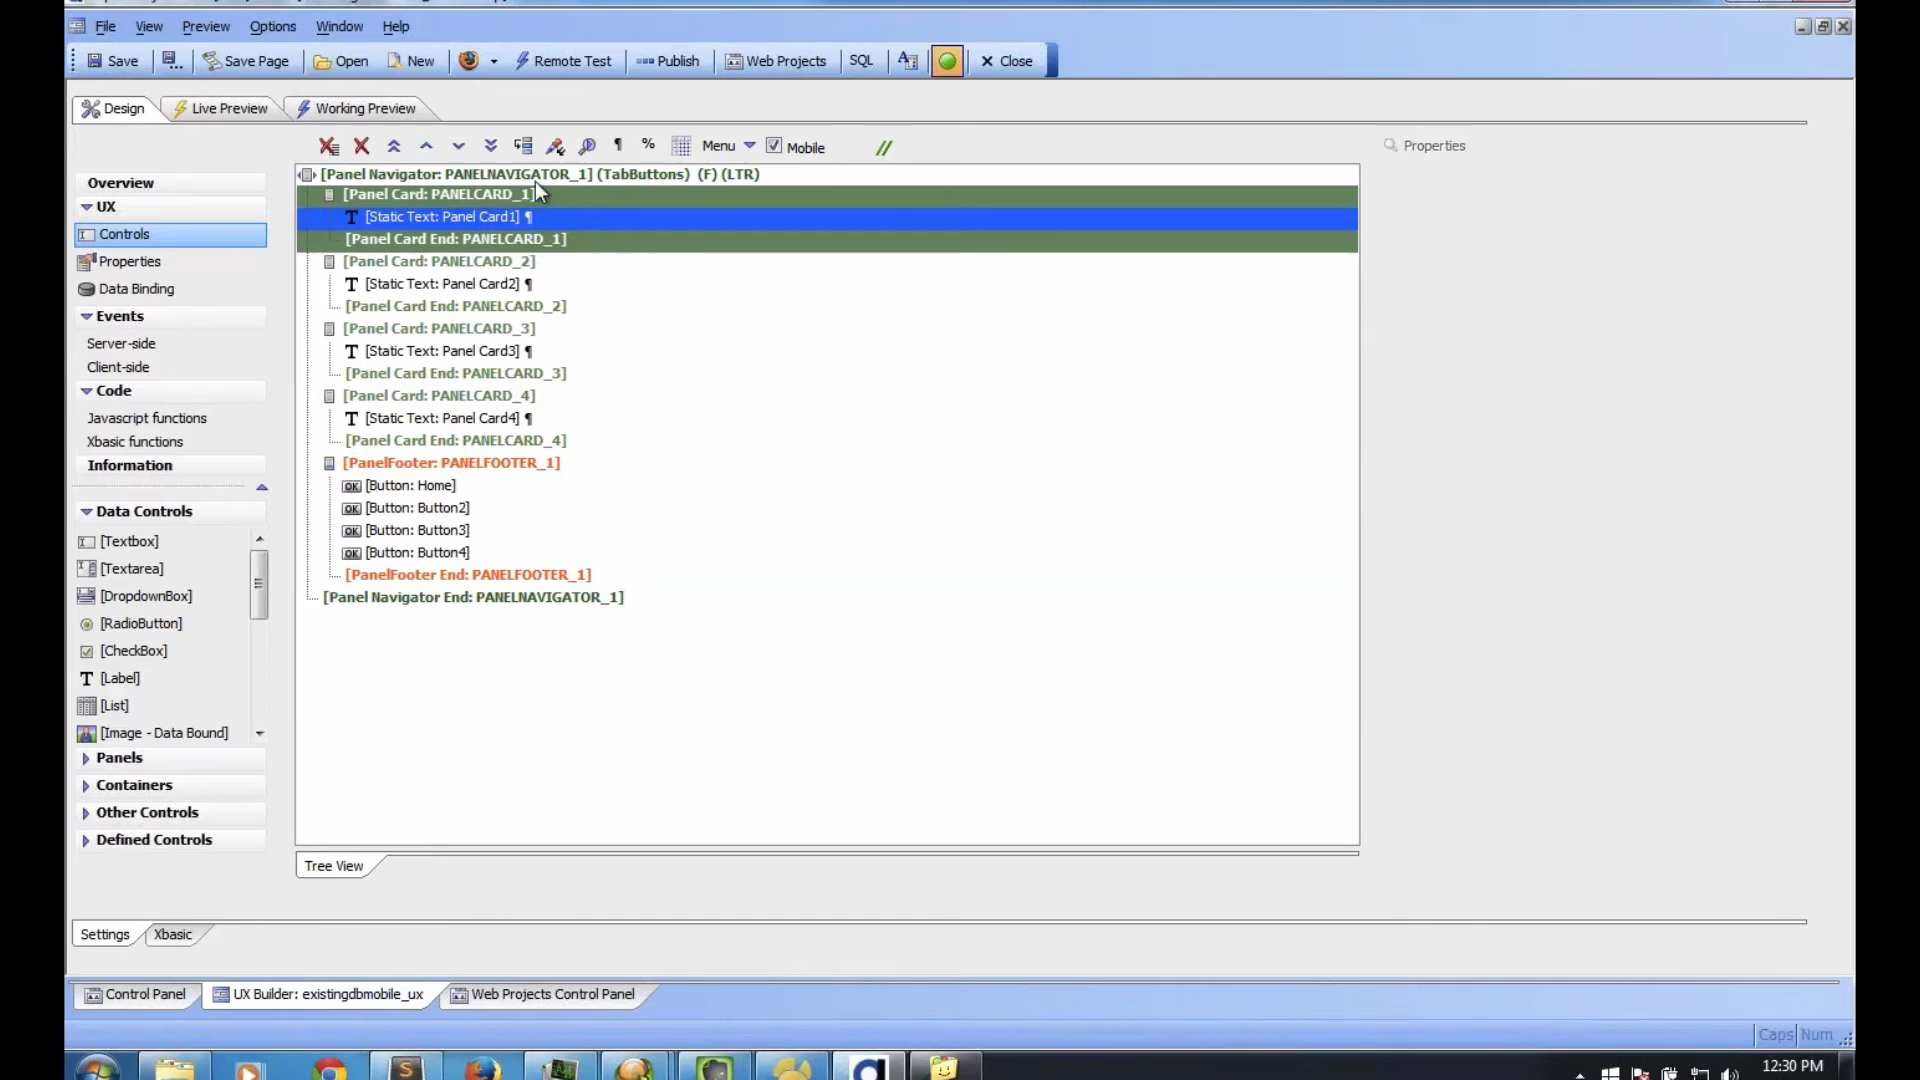 File View Preview Options Window Help
Save Save Page Open New Remote Test Publish Web Projects SQL Close
Design Live Preview Working Preview
Menu Mobile
Properties
Overview
UX
Controls
Properties
Data Binding
Events
Server-side
Client-side
Code
Javascript functions
Xbasic functions
Information
Data Controls
[Textbox]
[Textarea]
[DropdownBox]
[RadioButton]
[CheckBox]
[Label]
[List]
[Image - Data Bound]
Panels
Containers
Other Controls
Defined Controls
[Panel Navigator: PANELNAVIGATOR_1] (TabButtons) (F) (LTR)
[Panel Card: PANELCARD_1]
T [Static Text: Panel Card1] ¶
[Panel Card End: PANELCARD_1]
[Panel Card: PANELCARD_2]
T [Static Text: Panel Card2] ¶
[Panel Card End: PANELCARD_2]
[Panel Card: PANELCARD_3]
T [Static Text: Panel Card3] ¶
[Panel Card End: PANELCARD_3]
[Panel Card: PANELCARD_4]
T [Static Text: Panel Card4] ¶
[Panel Card End: PANELCARD_4]
[PanelFooter: PANELFOOTER_1]
OK [Button: Home]
OK [Button: Button2]
OK [Button: Button3]
OK [Button: Button4]
[PanelFooter End: PANELFOOTER_1]
[Panel Navigator End: PANELNAVIGATOR_1]
Tree View
Settings Xbasic
Control Panel UX Builder: existingdbmobile_ux Web Projects Control Panel
Caps Num
12:30 PM